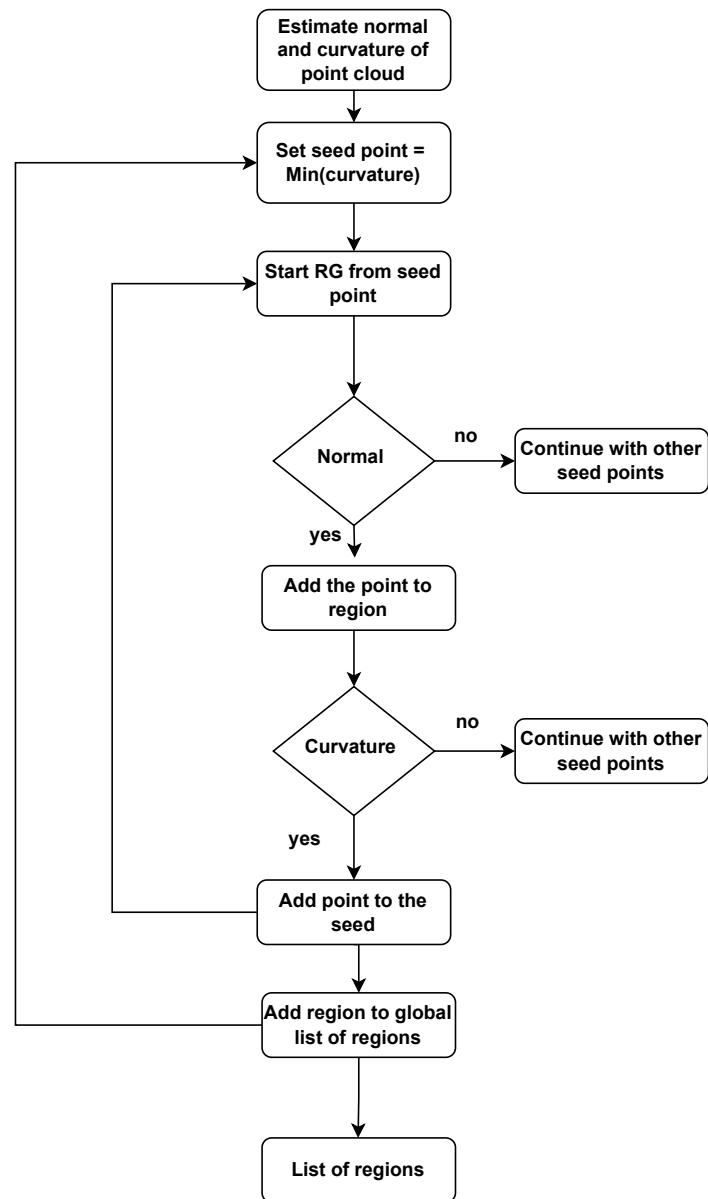 Estimate normal
and curvature of
point cloud
Set seed point =
Min(curvature)
Start RG from seed
point
Normal
no
Continue with other
seed points
yes
Add the point to
region
Curvature
no
Continue with other
seed points
yes
Add point to the
seed
Add region to global
list of regions
List of regions